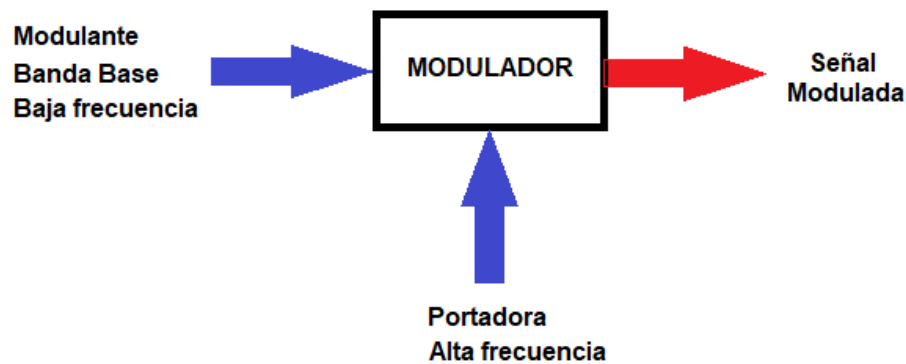 Modulante
Banda Base
Baja frecuencia
MODULADOR
Señal
Modulada
Portadora
Alta frecuencia